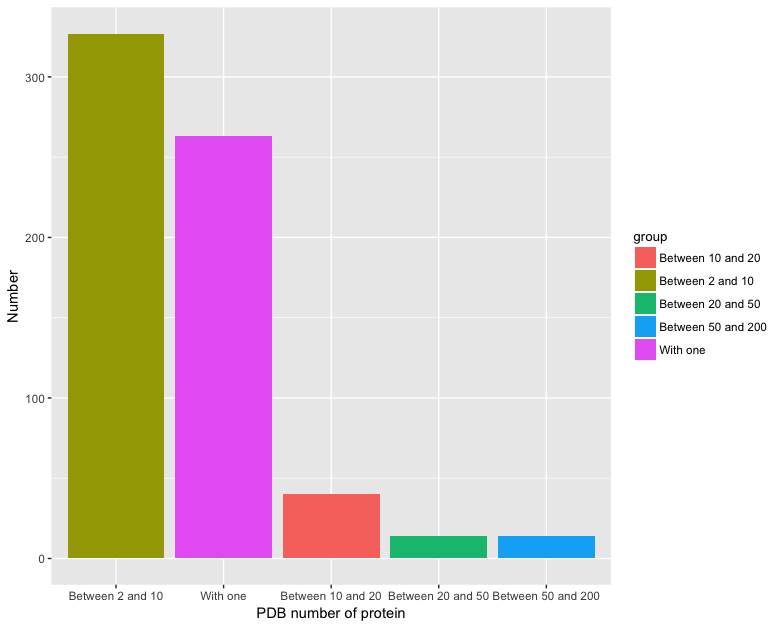 Number
300
200
100
0
Between 2 and 10
With one
Between 10 and 20
Between 20 and 50
Between 50 and 200
PDB number of protein
group
Between 10 and 20
Between 2 and 10
Between 20 and 50
Between 50 and 200
With one